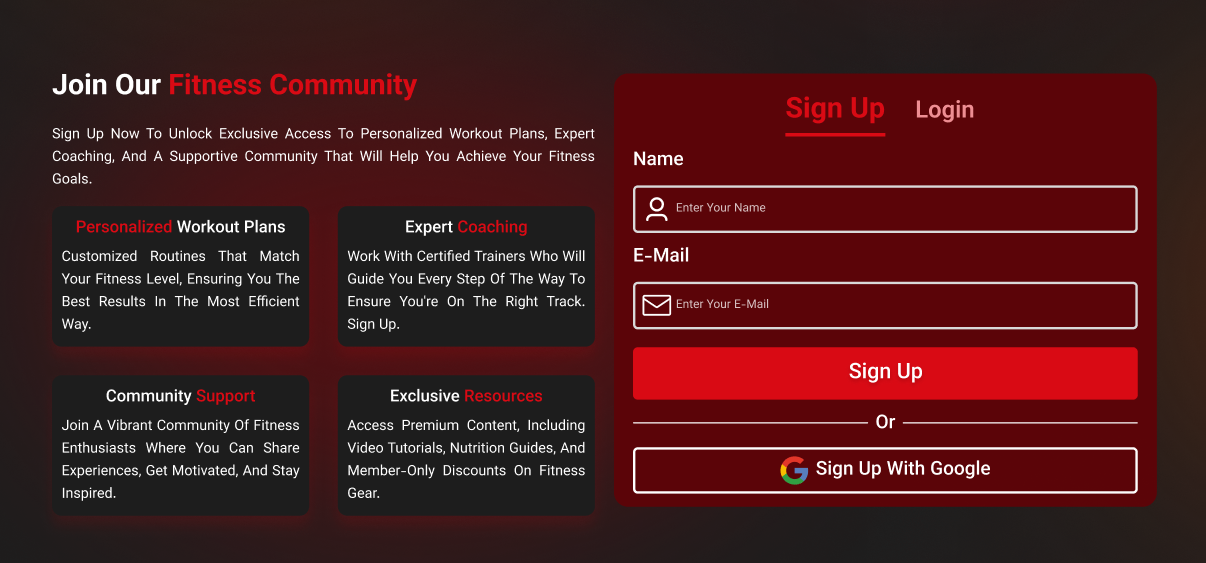 Join Our Fitness Community
Sign Up Now To Unlock Exclusive Access To Personalized Workout Plans, Expert
Coaching, And A Supportive Community That Will Help You Achieve Your Fitness
Goals.
Personalized Workout Plans
Customized Routines That Match
Your Fitness Level, Ensuring You The
Best Results In The Most Efficient
Way.
Expert Coaching
Work With Certified Trainers Who Will
Guide You Every Step Of The Way To
Ensure You're On The Right Track.
Sign Up.
Community Support
Join A Vibrant Community Of Fitness
Enthusiasts Where You Can Share
Experiences, Get Motivated, And Stay
Inspired.
Exclusive Resources
Access Premium Content, Including
Video Tutorials, Nutrition Guides, And
Member-Only Discounts On Fitness
Gear.
Sign Up Login
Name
Enter Your Name
E-Mail
Enter Your E-Mail
Sign Up
Or
Sign Up With Google